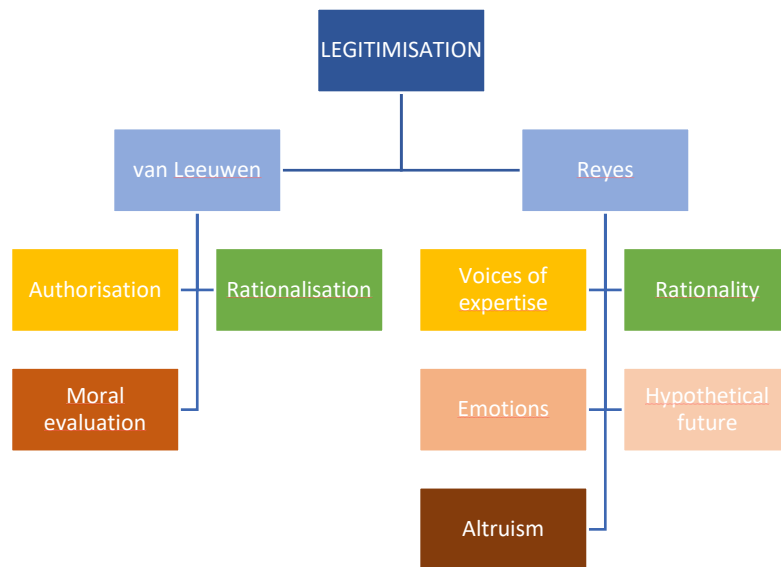 LEGITIMISATION
van Leeuwen
Reyes
Authorisation
Rationalisation
Voices of
expertise
Rationality
Moral
evaluation
Emotions
Hypothetical
future
Altruism